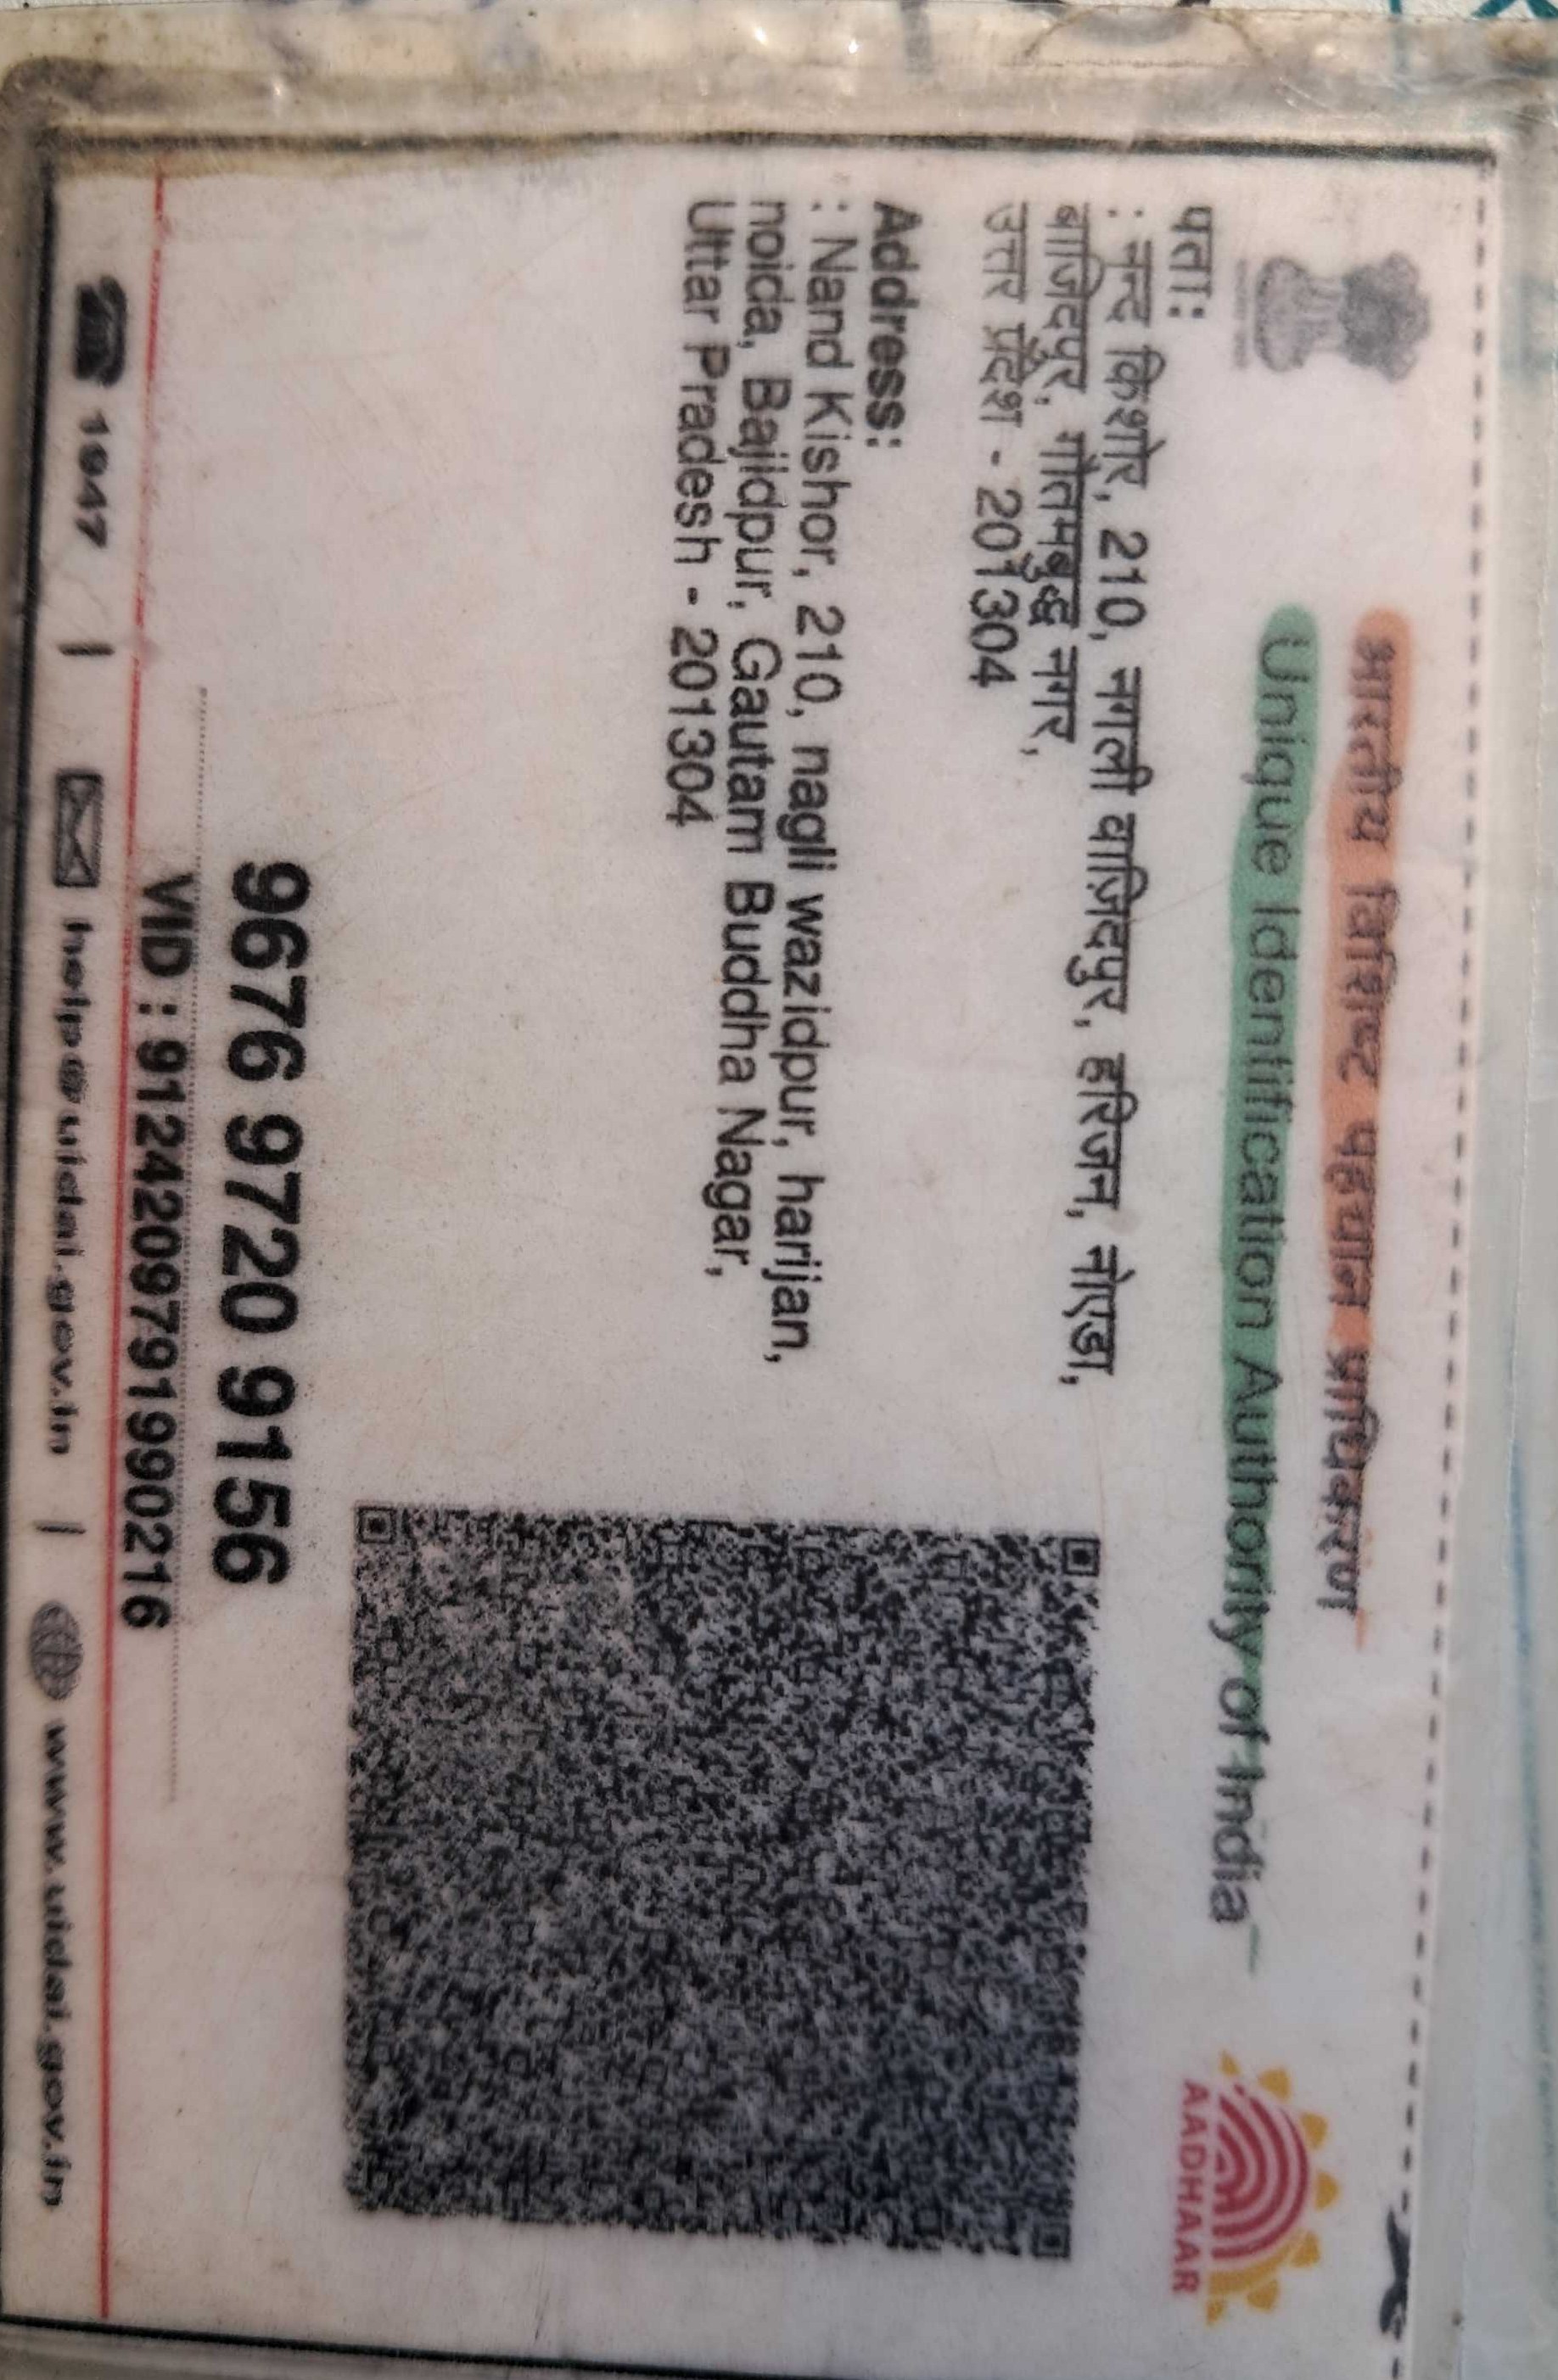 भारतीय विशिष्ट पहचान प्राधिकरण
Unique Identification Authority of India
AADHAAR
पता:
: नन्द किशोर, 210, नगली वाज़िदपुर, हरिजन, नोएडा,
बाजिदपुर, गौतमबुद्ध नगर,
उत्तर प्रदेश - 201304
Address:
: Nand Kishor, 210, nagli wazidpur, harijan,
noida, Bajidpur, Gautam Buddha Nagar,
Uttar Pradesh - 201304
9676 9720 9156
VID : 9124209791990216
1947 | help@uidai.gov.in | www.uidai.gov.in